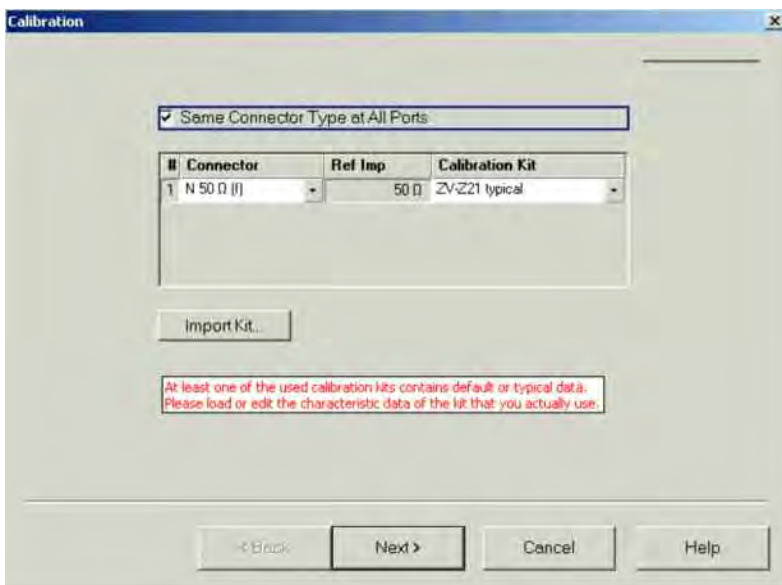 Calibration
Same Connector Type at All Ports
# Connector Ref Imp Calibration Kit
1 N 50 Ω (f) 50 Ω ZV-Z21 typical
Import Kit...
At least one of the used calibration kits contains default or typical data.
Please load or edit the characteristic data of the kit that you actually use.
< Back Next > Cancel Help